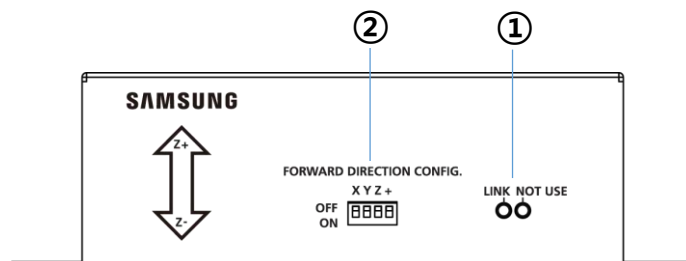 ② ①
SAMSUNG
Z+
Z-
FORWARD DIRECTION CONFIG.
X Y Z +
OFF
ON
LINK NOT USE